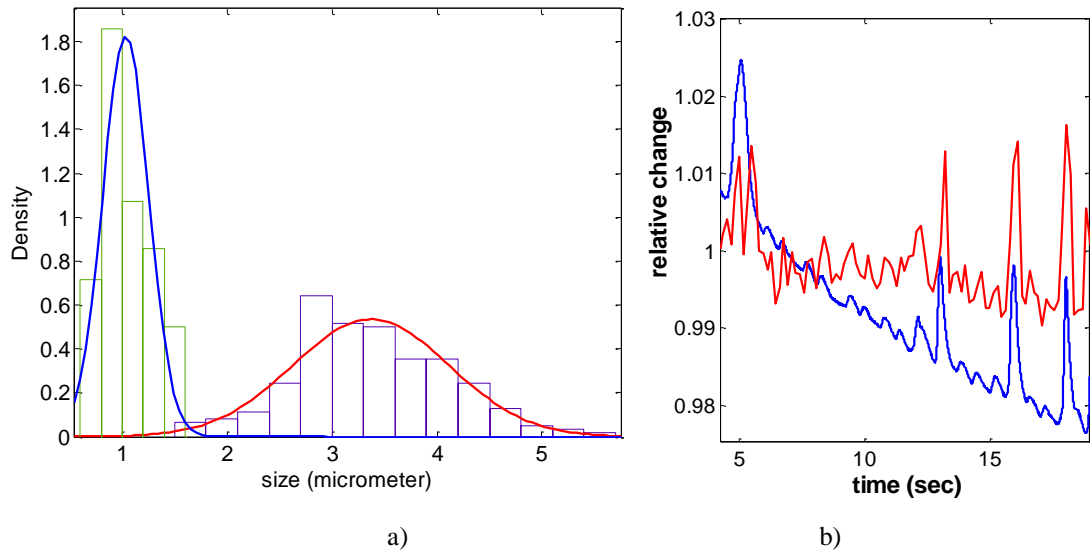 1.8
1.6
1.4
1.2
1
0.8
0.6
0.4
0.2
0
Density
1 2 3 4 5
size (micrometer)
a)
1.03
1.02
1.01
1
0.99
0.98
relative change
5 10 15
time (sec)
b)